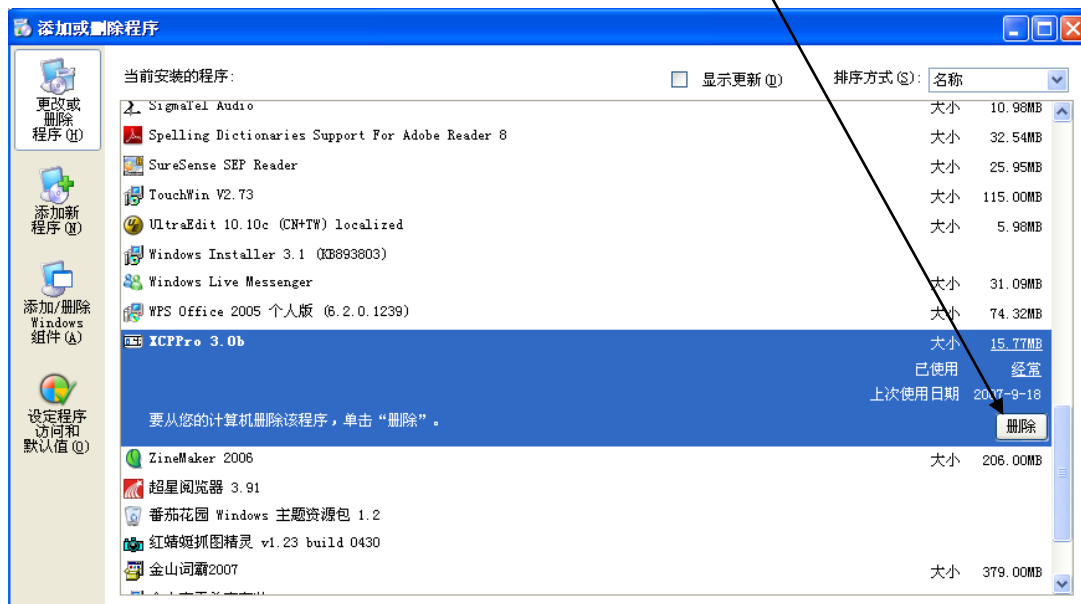 添加或删除程序
更改或
删除
程序(H)
添加新
程序(N)
添加/删除
Windows
组件(A)
设定程序
访问和
默认值(O)
当前安装的程序:
显示更新(D)
排序方式(S): 名称
SigmaTel Audio 大小 10.98MB
Spelling Dictionaries Support For Adobe Reader 8 大小 32.54MB
SureSense SEP Reader 大小 25.95MB
TouchWin V2.73 大小 115.00MB
UltraEdit 10.10c (CN+TW) localized 大小 5.98MB
Windows Installer 3.1 (KB893803)
Windows Live Messenger 大小 31.09MB
WPS Office 2005 个人版 (6.2.0.1239) 大小 74.32MB
XCPPro 3.0b 大小 15.77MB
已使用 经常
上次使用日期 2007-9-18
要从您的计算机删除该程序，单击“删除”。 删除
ZineMaker 2006 大小 206.00MB
超星阅览器 3.91
番茄花园 Windows 主题资源包 1.2
红蜻蜓抓图精灵 v1.23 build 0430
金山词霸2007 大小 379.00MB